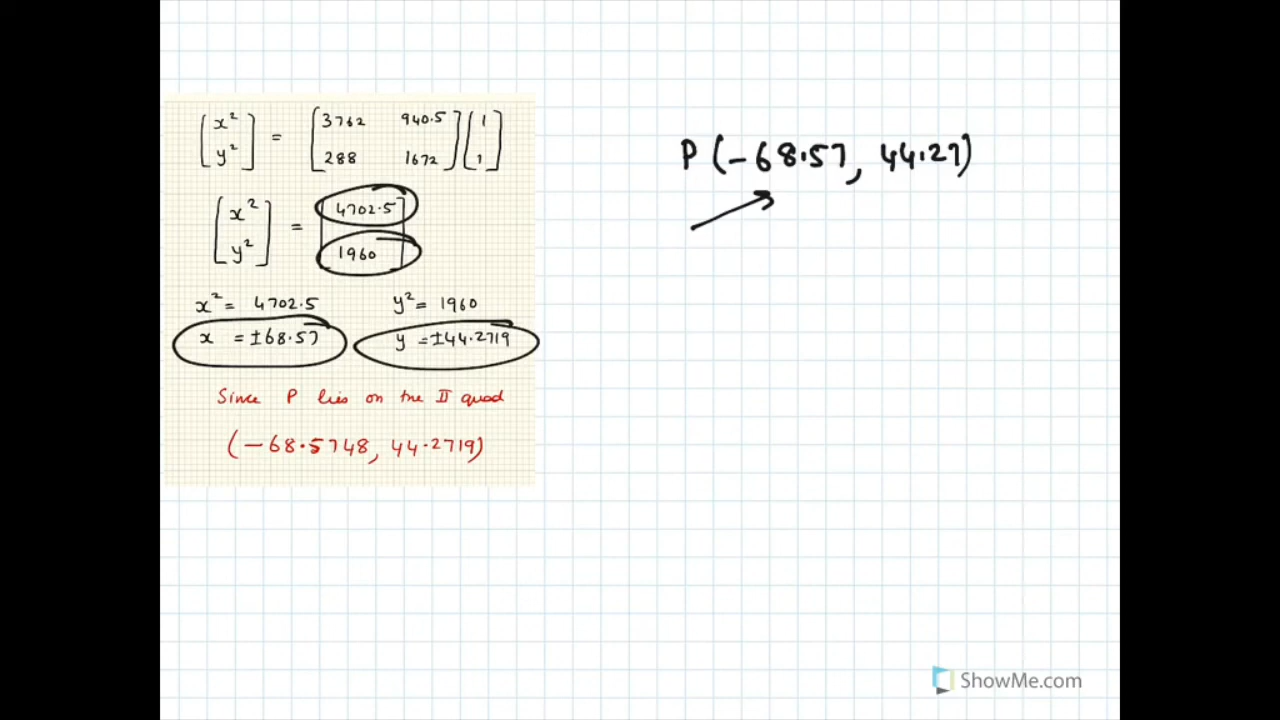 [x² y²] = [3762 940.5 288 1672] [1 1]
[x² y²] = [4702.5 1960]
x² = 4702.5 y² = 1960
x = ±68.57 y = ±44.2719
Since P lies on the II quad
(-68.5748, 44.2719)
P (-68.57, 44.27)
ShowMe.com